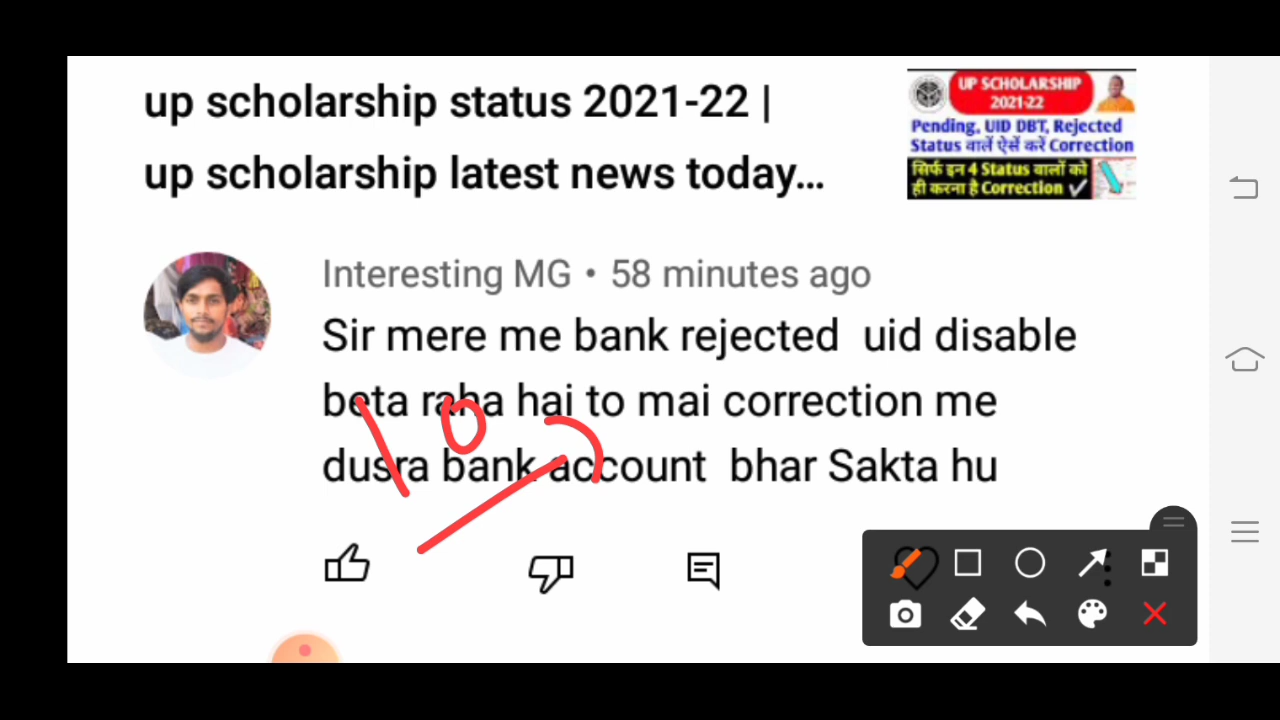 up scholarship status 2021-22 |
up scholarship latest news today...
UP SCHOLARSHIP
2021-22
Pending, UID DBT, Rejected
Status वालें ऐसें करें Correction
सिर्फ इन 4 Status वालों को
ही करना है Correction ✓
Interesting MG • 58 minutes ago
Sir mere me bank rejected uid disable
beta raha hai to mai correction me
dusra bank account bhar Sakta hu